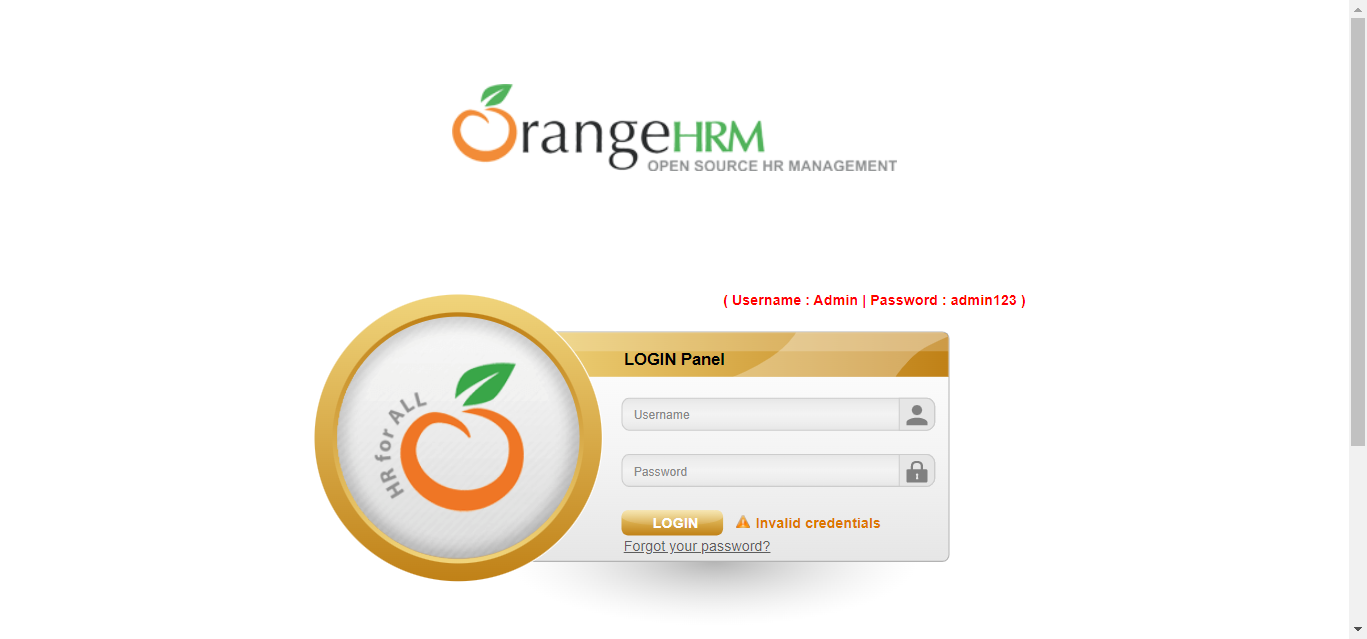 OrangeHRM
OPEN SOURCE HR MANAGEMENT
( Username : Admin | Password : admin123 )
LOGIN Panel
HR for ALL
Username
Password
LOGIN Invalid credentials
Forgot your password?